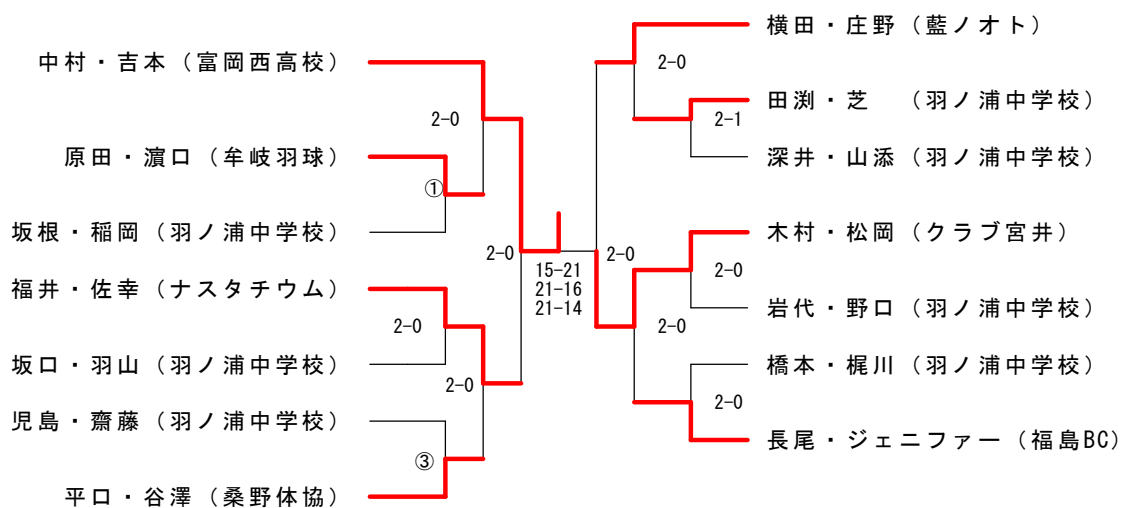 中村・吉本（富岡西高校）
2-0
原田・濵口（牟岐羽球）
①
坂根・稲岡（羽ノ浦中学校）
2-0
福井・佐幸（ナスタチウム）
2-0
坂口・羽山（羽ノ浦中学校）
2-0
児島・齋藤（羽ノ浦中学校）
③
平口・谷澤（桑野体協）
15-21
21-16
21-14
横田・庄野（藍ノオト）
2-0
田渕・芝　（羽ノ浦中学校）
2-1
深井・山添（羽ノ浦中学校）
2-0
木村・松岡（クラブ宮井）
2-0
岩代・野口（羽ノ浦中学校）
2-0
橋本・梶川（羽ノ浦中学校）
2-0
長尾・ジェニファー（福島BC）